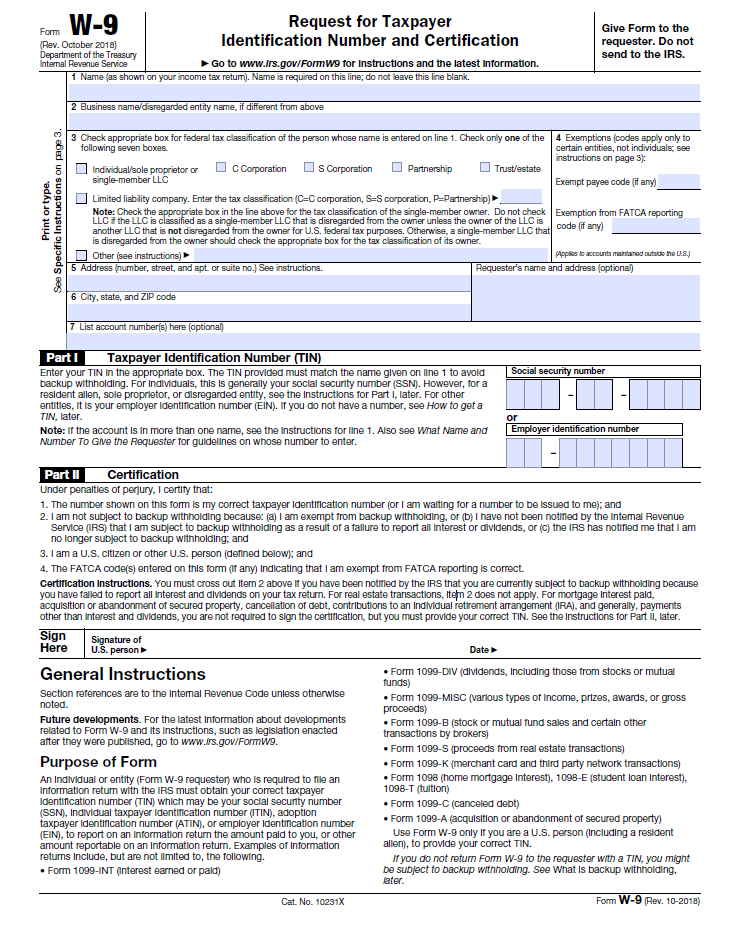 Form W-9
(Rev. October 2018)
Department of the Treasury
Internal Revenue Service
Request for Taxpayer
Identification Number and Certification
▶ Go to www.irs.gov/FormW9 for instructions and the latest information.
Give Form to the
requester. Do not
send to the IRS.
Print or type.
See Specific Instructions on page 3.
1 Name (as shown on your income tax return). Name is required on this line; do not leave this line blank.
2 Business name/disregarded entity name, if different from above
3 Check appropriate box for federal tax classification of the person whose name is entered on line 1. Check only one of the
following seven boxes.
Individual/sole proprietor or
single-member LLC
C Corporation
S Corporation
Partnership
Trust/estate
Limited liability company. Enter the tax classification (C=C corporation, S=S corporation, P=Partnership) ▶
Note: Check the appropriate box in the line above for the tax classification of the single-member owner. Do not check
LLC if the LLC is classified as a single-member LLC that is disregarded from the owner unless the owner of the LLC is
another LLC that is not disregarded from the owner for U.S. federal tax purposes. Otherwise, a single-member LLC that
is disregarded from the owner should check the appropriate box for the tax classification of its owner.
Other (see instructions) ▶
4 Exemptions (codes apply only to
certain entities, not individuals; see
instructions on page 3):
Exempt payee code (if any)
Exemption from FATCA reporting
code (if any)
(Applies to accounts maintained outside the U.S.)
5 Address (number, street, and apt. or suite no.) See instructions.
Requester's name and address (optional)
6 City, state, and ZIP code
7 List account number(s) here (optional)
Part I Taxpayer Identification Number (TIN)
Enter your TIN in the appropriate box. The TIN provided must match the name given on line 1 to avoid
backup withholding. For individuals, this is generally your social security number (SSN). However, for a
resident alien, sole proprietor, or disregarded entity, see the instructions for Part I, later. For other
entities, it is your employer identification number (EIN). If you do not have a number, see How to get a
TIN, later.
Note: If the account is in more than one name, see the instructions for line 1. Also see What Name and
Number To Give the Requester for guidelines on whose number to enter.
Social security number
– –
or
Employer identification number
–
Part II Certification
Under penalties of perjury, I certify that:
1. The number shown on this form is my correct taxpayer identification number (or I am waiting for a number to be issued to me); and
2. I am not subject to backup withholding because: (a) I am exempt from backup withholding, or (b) I have not been notified by the Internal Revenue
Service (IRS) that I am subject to backup withholding as a result of a failure to report all interest or dividends, or (c) the IRS has notified me that I am
no longer subject to backup withholding; and
3. I am a U.S. citizen or other U.S. person (defined below); and
4. The FATCA code(s) entered on this form (if any) indicating that I am exempt from FATCA reporting is correct.
Certification instructions. You must cross out item 2 above if you have been notified by the IRS that you are currently subject to backup withholding because
you have failed to report all interest and dividends on your tax return. For real estate transactions, item 2 does not apply. For mortgage interest paid,
acquisition or abandonment of secured property, cancellation of debt, contributions to an individual retirement arrangement (IRA), and generally, payments
other than interest and dividends, you are not required to sign the certification, but you must provide your correct TIN. See the instructions for Part II, later.
Sign
Here
Signature of
U.S. person ▶
Date ▶
General Instructions
Section references are to the Internal Revenue Code unless otherwise
noted.
Future developments. For the latest information about developments
related to Form W-9 and its instructions, such as legislation enacted
after they were published, go to www.irs.gov/FormW9.
Purpose of Form
An individual or entity (Form W-9 requester) who is required to file an
information return with the IRS must obtain your correct taxpayer
identification number (TIN) which may be your social security number
(SSN), individual taxpayer identification number (ITIN), adoption
taxpayer identification number (ATIN), or employer identification number
(EIN), to report on an information return the amount paid to you, or other
amount reportable on an information return. Examples of information
returns include, but are not limited to, the following.
• Form 1099-INT (interest earned or paid)
• Form 1099-DIV (dividends, including those from stocks or mutual
funds)
• Form 1099-MISC (various types of income, prizes, awards, or gross
proceeds)
• Form 1099-B (stock or mutual fund sales and certain other
transactions by brokers)
• Form 1099-S (proceeds from real estate transactions)
• Form 1099-K (merchant card and third party network transactions)
• Form 1098 (home mortgage interest), 1098-E (student loan interest),
1098-T (tuition)
• Form 1099-C (canceled debt)
• Form 1099-A (acquisition or abandonment of secured property)
Use Form W-9 only if you are a U.S. person (including a resident
alien), to provide your correct TIN.
If you do not return Form W-9 to the requester with a TIN, you might
be subject to backup withholding. See What is backup withholding,
later.
Cat. No. 10231X
Form W-9 (Rev. 10-2018)